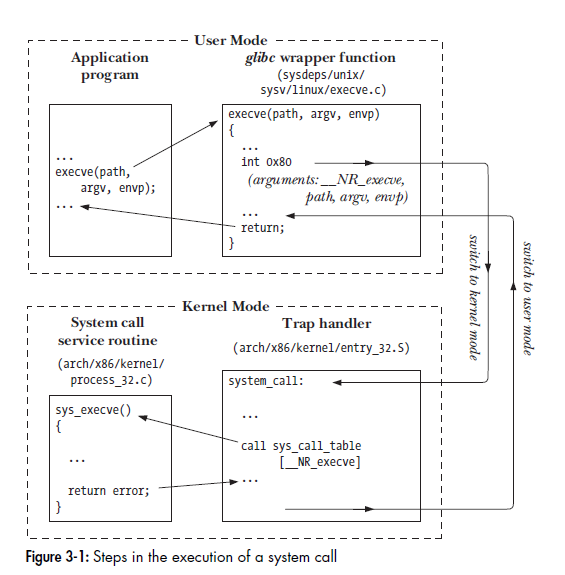 User Mode
Application
program
glibc wrapper function
(sysdeps/unix/
sysv/linux/execve.c)
...
execve(path,
argv, envp);
...
execve(path, argv, envp)
{
...
int 0x80
(arguments:__NR_execve,
path, argv, envp)
...
return;
}
switch to kernel mode
switch to user mode
Kernel Mode
System call
service routine
(arch/x86/kernel/
process_32.c)
Trap handler
(arch/x86/kernel/entry_32.S)
sys_execve()
{
...
return error;
}
system_call:
...
call sys_call_table
[__NR_execve]
...
Figure 3-1: Steps in the execution of a system call